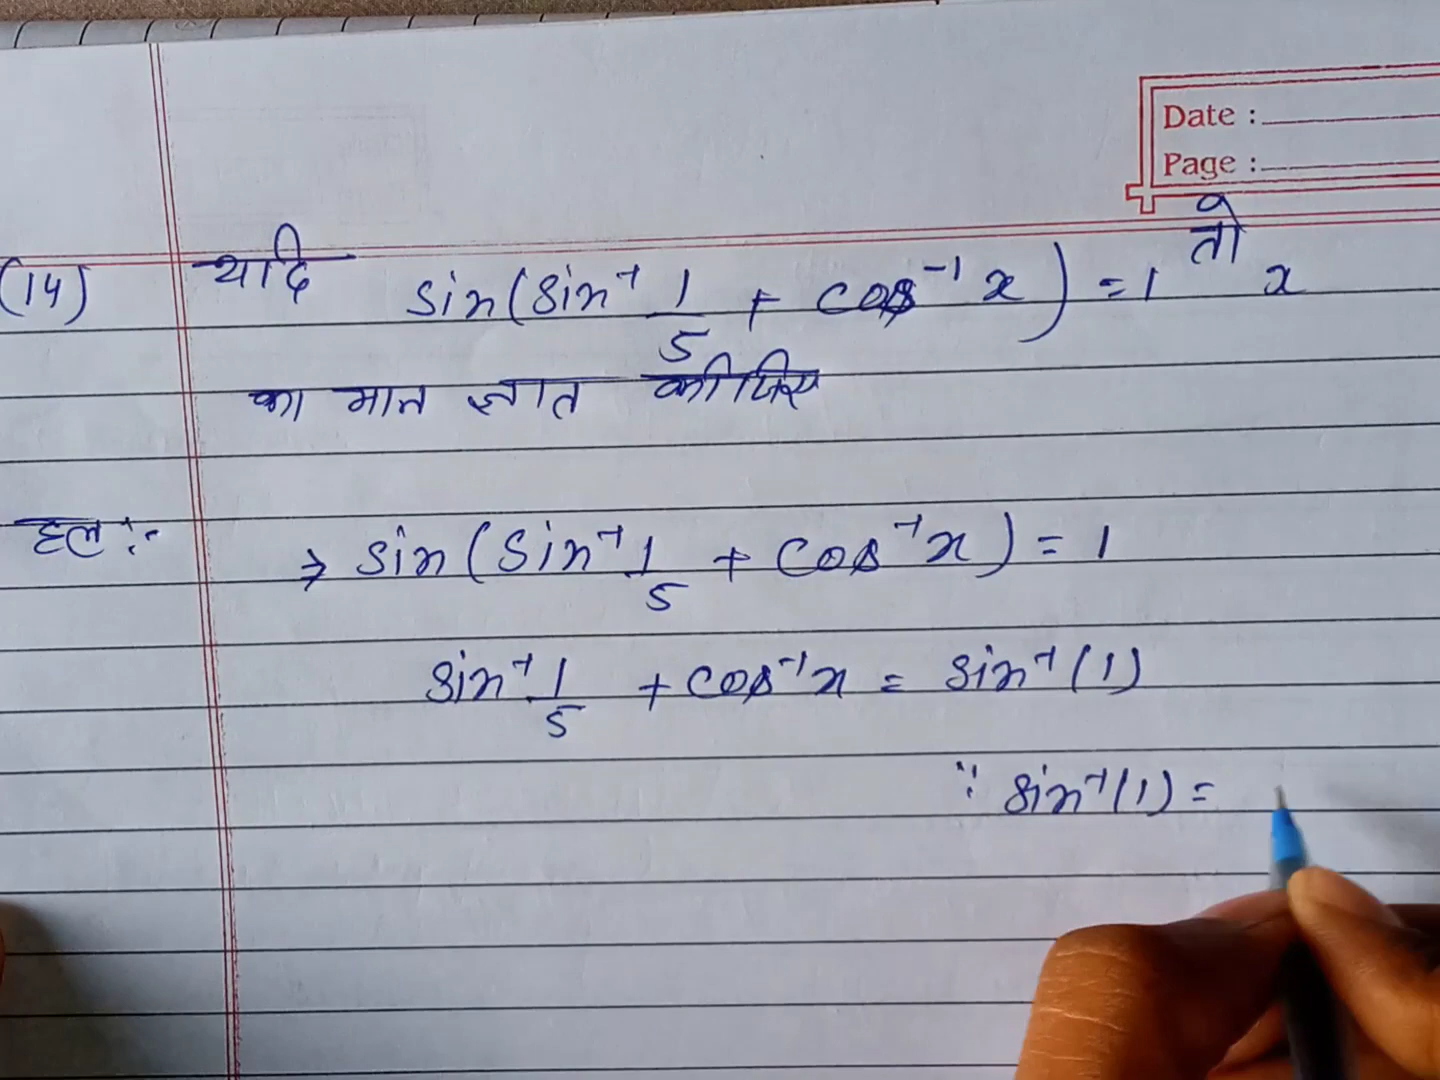 Date :
Page :
(14) यदि sin(sin⁻¹ 1/5 + cos⁻¹ x) = 1 तो x
का मान ज्ञात कीजिए
हल :- ⇒ sin(sin⁻¹ 1/5 + cos⁻¹ x) = 1
sin⁻¹ 1/5 + cos⁻¹ x = sin⁻¹(1)
∵ sin⁻¹(1) =